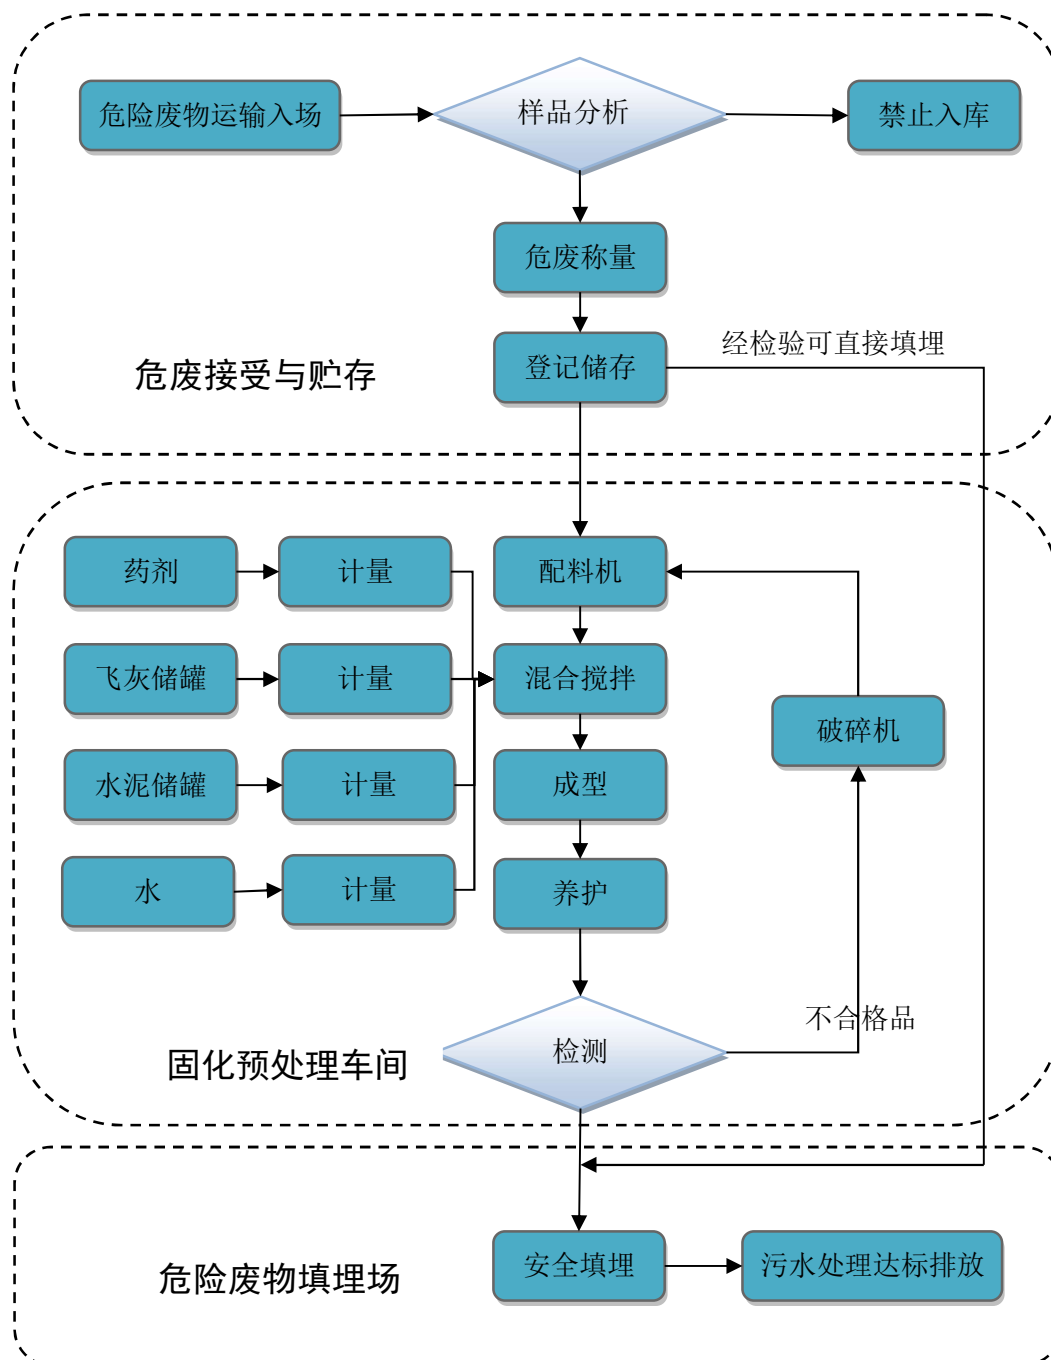 危险废物运输入场
样品分析
禁止入库
危废称量
登记储存
经检验可直接填埋
危废接受与贮存
药剂
计量
配料机
飞灰储罐
计量
混合搅拌
破碎机
水泥储罐
计量
成型
水
计量
养护
不合格品
检测
固化预处理车间
安全填埋
污水处理达标排放
危险废物填埋场